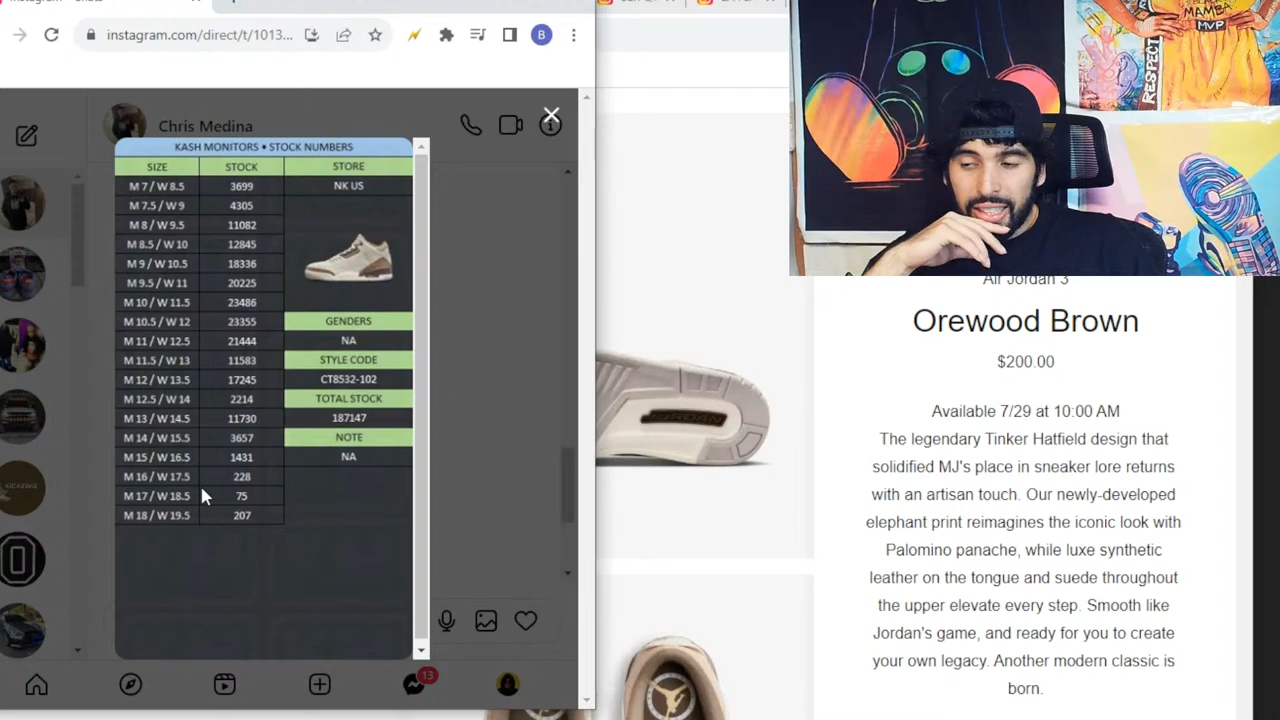 instagram.com/direct/t/1013...
B
Chris Medina
KASH MONITORS • STOCK NUMBERS
SIZE STOCK STORE
M 7 / W 8.5 3699 NK US
M 7.5 / W 9 4305
M 8 / W 9.5 11082
M 8.5 / W 10 12845
M 9 / W 10.5 18336
M 9.5 / W 11 20225
M 10 / W 11.5 23486
M 10.5 / W 12 23355 GENDERS
M 11 / W 12.5 21444 NA
M 11.5 / W 13 11583 STYLE CODE
M 12 / W 13.5 17245 CT8532-102
M 12.5 / W 14 2214 TOTAL STOCK
M 13 / W 14.5 11730 187147
M 14 / W 15.5 3657 NOTE
M 15 / W 16.5 1431 NA
M 16 / W 17.5 228
M 17 / W 18.5 75
M 18 / W 19.5 207
13
RESPECT
MAMBA
MVP
Air Jordan 3
Orewood Brown
$200.00
Available 7/29 at 10:00 AM
The legendary Tinker Hatfield design that
solidified MJ's place in sneaker lore returns
with an artisan touch. Our newly-developed
elephant print reimagines the iconic look with
Palomino panache, while luxe synthetic
leather on the tongue and suede throughout
the upper elevate every step. Smooth like
Jordan's game, and ready for you to create
your own legacy. Another modern classic is
born.